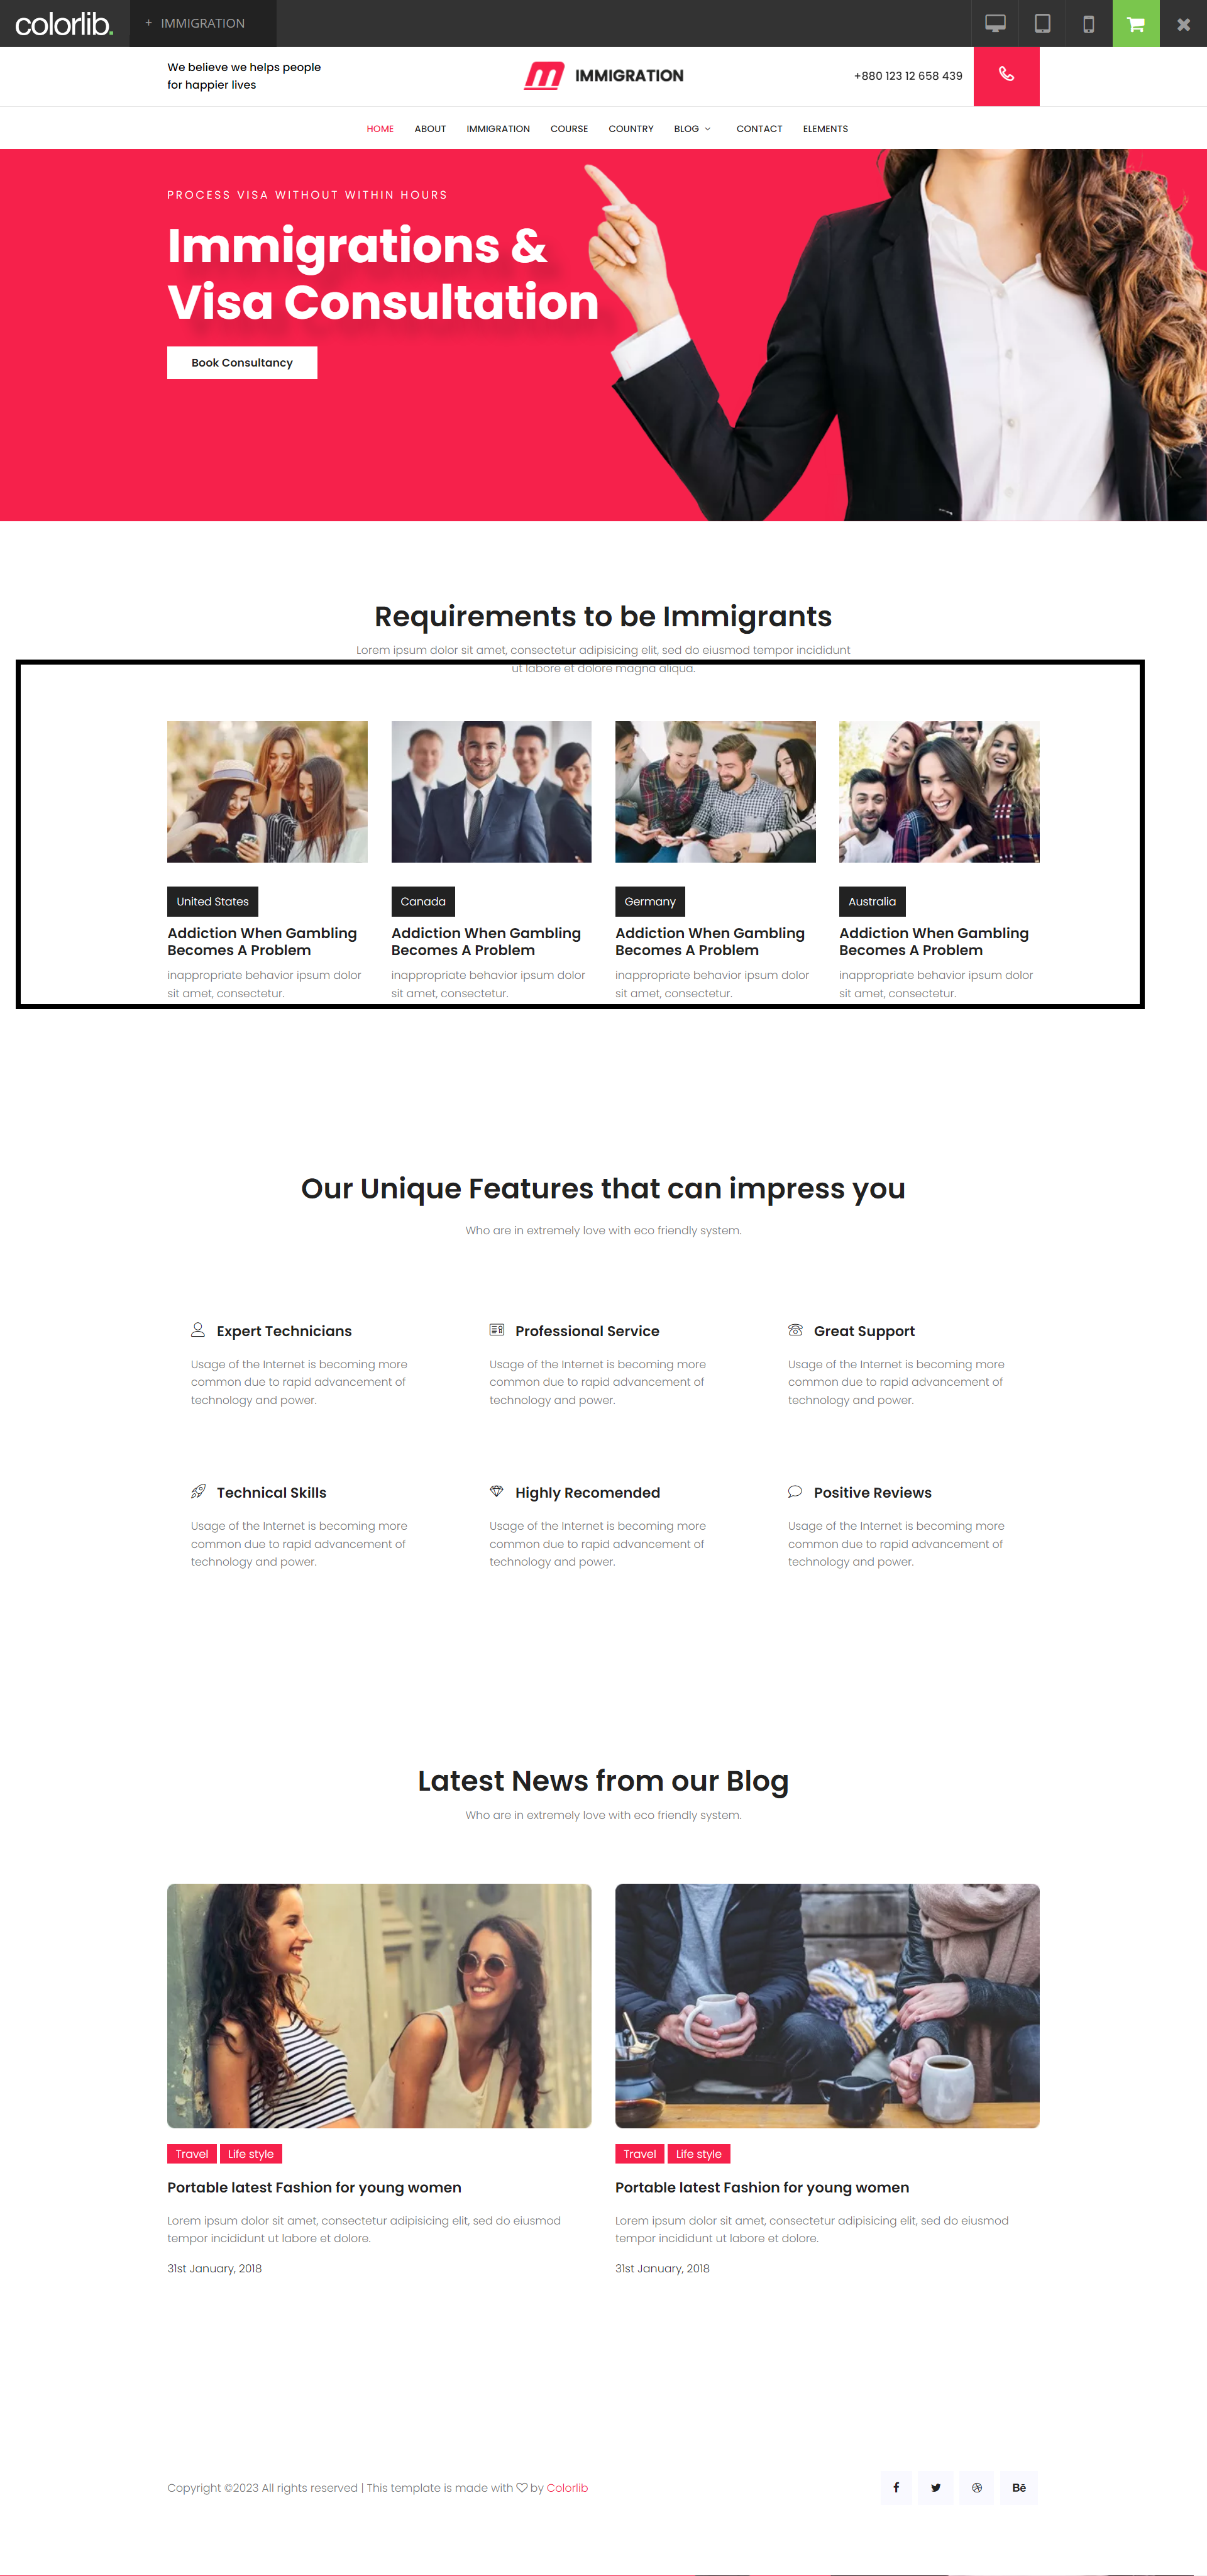 colorlib.
+ IMMIGRATION
We believe we helps people
for happier lives
IMMIGRATION
+880 123 12 658 439
HOME ABOUT IMMIGRATION COURSE COUNTRY BLOG CONTACT ELEMENTS
PROCESS VISA WITHOUT WITHIN HOURS
Immigrations &
Visa Consultation
Book Consultancy
Requirements to be Immigrants
Lorem ipsum dolor sit amet, consectetur adipisicing elit, sed do eiusmod tempor incididunt
ut labore et dolore magna aliqua.
United States
Addiction When Gambling
Becomes A Problem
inappropriate behavior ipsum dolor
sit amet, consectetur.
Canada
Addiction When Gambling
Becomes A Problem
inappropriate behavior ipsum dolor
sit amet, consectetur.
Germany
Addiction When Gambling
Becomes A Problem
inappropriate behavior ipsum dolor
sit amet, consectetur.
Australia
Addiction When Gambling
Becomes A Problem
inappropriate behavior ipsum dolor
sit amet, consectetur.
Our Unique Features that can impress you
Who are in extremely love with eco friendly system.
Expert Technicians
Usage of the Internet is becoming more
common due to rapid advancement of
technology and power.
Professional Service
Usage of the Internet is becoming more
common due to rapid advancement of
technology and power.
Great Support
Usage of the Internet is becoming more
common due to rapid advancement of
technology and power.
Technical Skills
Usage of the Internet is becoming more
common due to rapid advancement of
technology and power.
Highly Recomended
Usage of the Internet is becoming more
common due to rapid advancement of
technology and power.
Positive Reviews
Usage of the Internet is becoming more
common due to rapid advancement of
technology and power.
Latest News from our Blog
Who are in extremely love with eco friendly system.
Travel Life style
Portable latest Fashion for young women
Lorem ipsum dolor sit amet, consectetur adipisicing elit, sed do eiusmod
tempor incididunt ut labore et dolore.
31st January, 2018
Travel Life style
Portable latest Fashion for young women
Lorem ipsum dolor sit amet, consectetur adipisicing elit, sed do eiusmod
tempor incididunt ut labore et dolore.
31st January, 2018
Copyright ©2023 All rights reserved | This template is made with ♡ by Colorlib